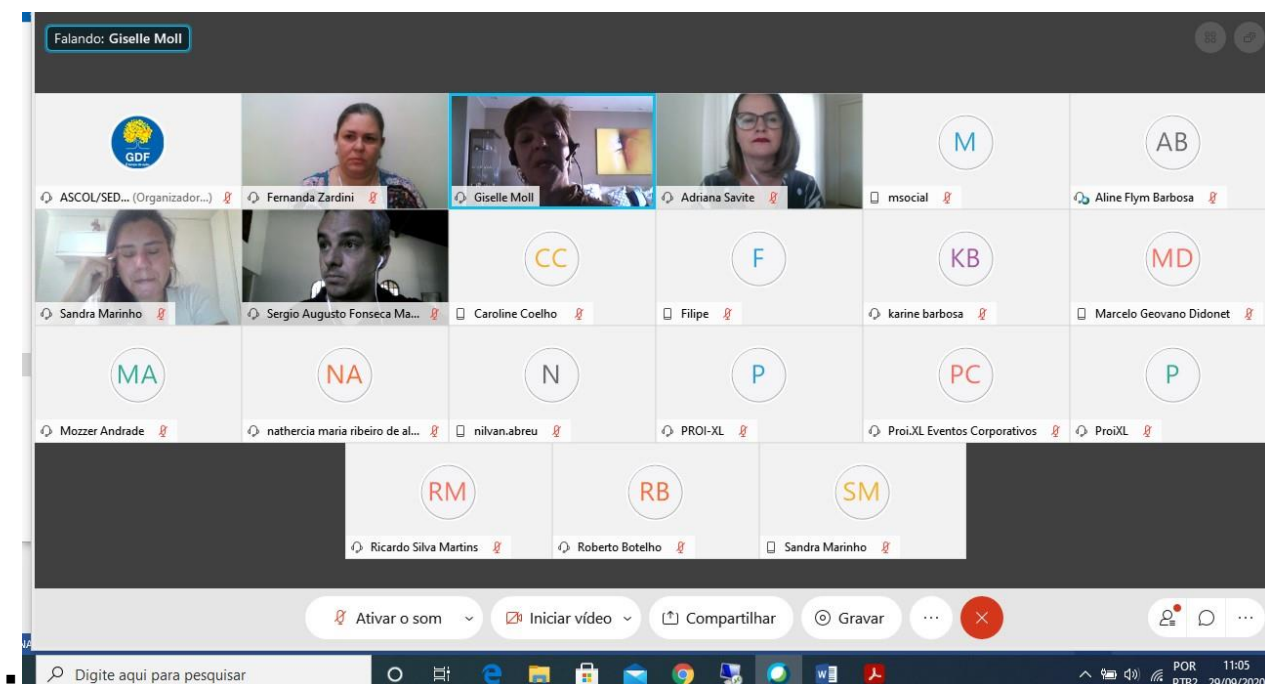 Falando: Giselle Moll
GDF
ASCOL/SED... (Organizador...)
Fernanda Zardini
Giselle Moll
Adriana Savite
M
msocial
AB
Aline Flym Barbosa
Sandra Marinho
Sergio Augusto Fonseca Ma...
CC
Caroline Coelho
F
Filipe
KB
karine barbosa
MD
Marcelo Geovano Didonet
MA
Mozzer Andrade
NA
nathercia maria ribeiro de al...
N
nilvan.abreu
P
PROI-XL
PC
Proi.XL Eventos Corporativos
P
ProiXL
RM
Ricardo Silva Martins
RB
Roberto Botelho
SM
Sandra Marinho
Ativar o som
Iniciar vídeo
Compartilhar
Gravar
Digite aqui para pesquisar
POR
11:05
PTB2
29/09/2020